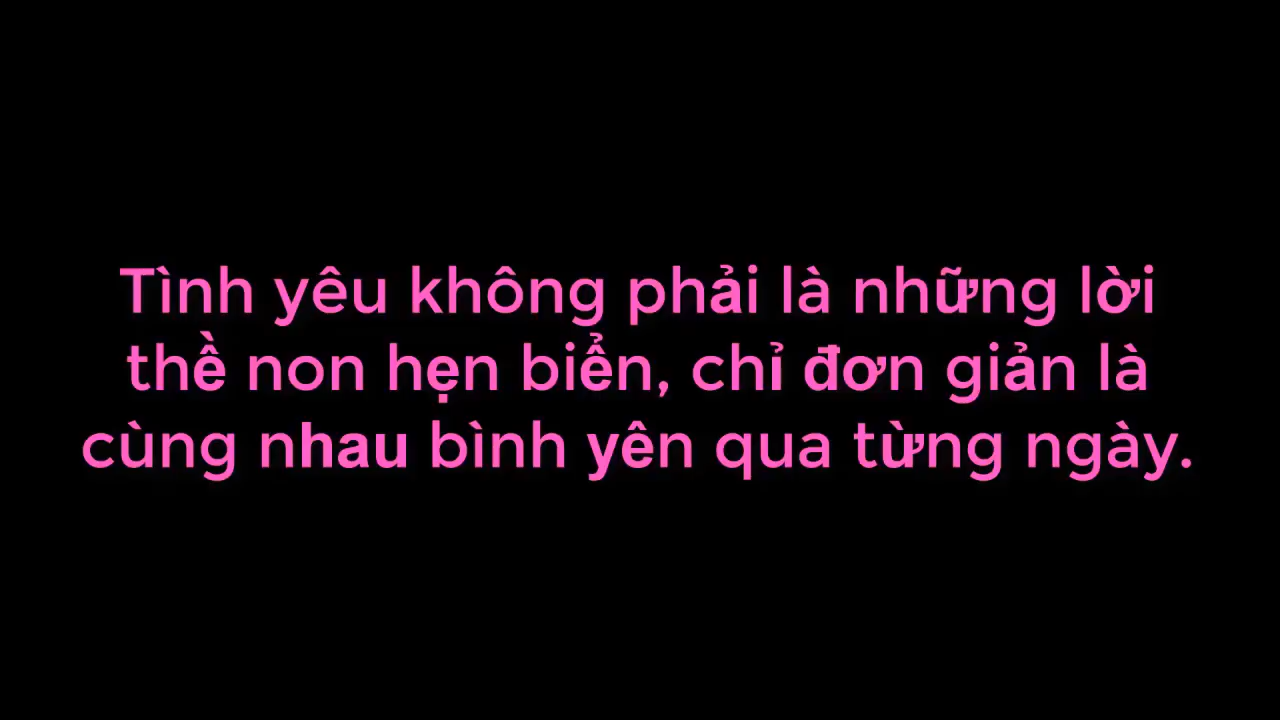 Tình yêu không phải là những lời
thề non hẹn biển, chỉ đơn giản là
cùng nhau bình yên qua từng ngày.